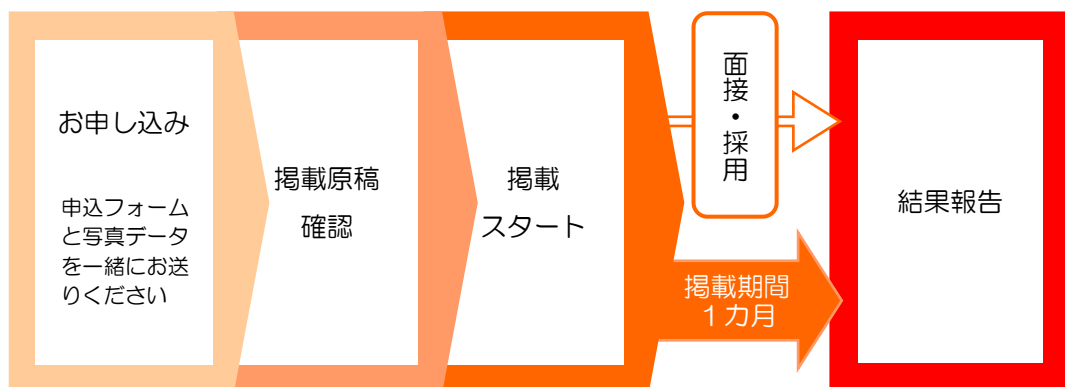 お申し込み
申込フォーム
と写真データ
を一緒にお送
りください
掲載原稿
確認
掲載
スタート
面接・採用
掲載期間
１カ月
結果報告